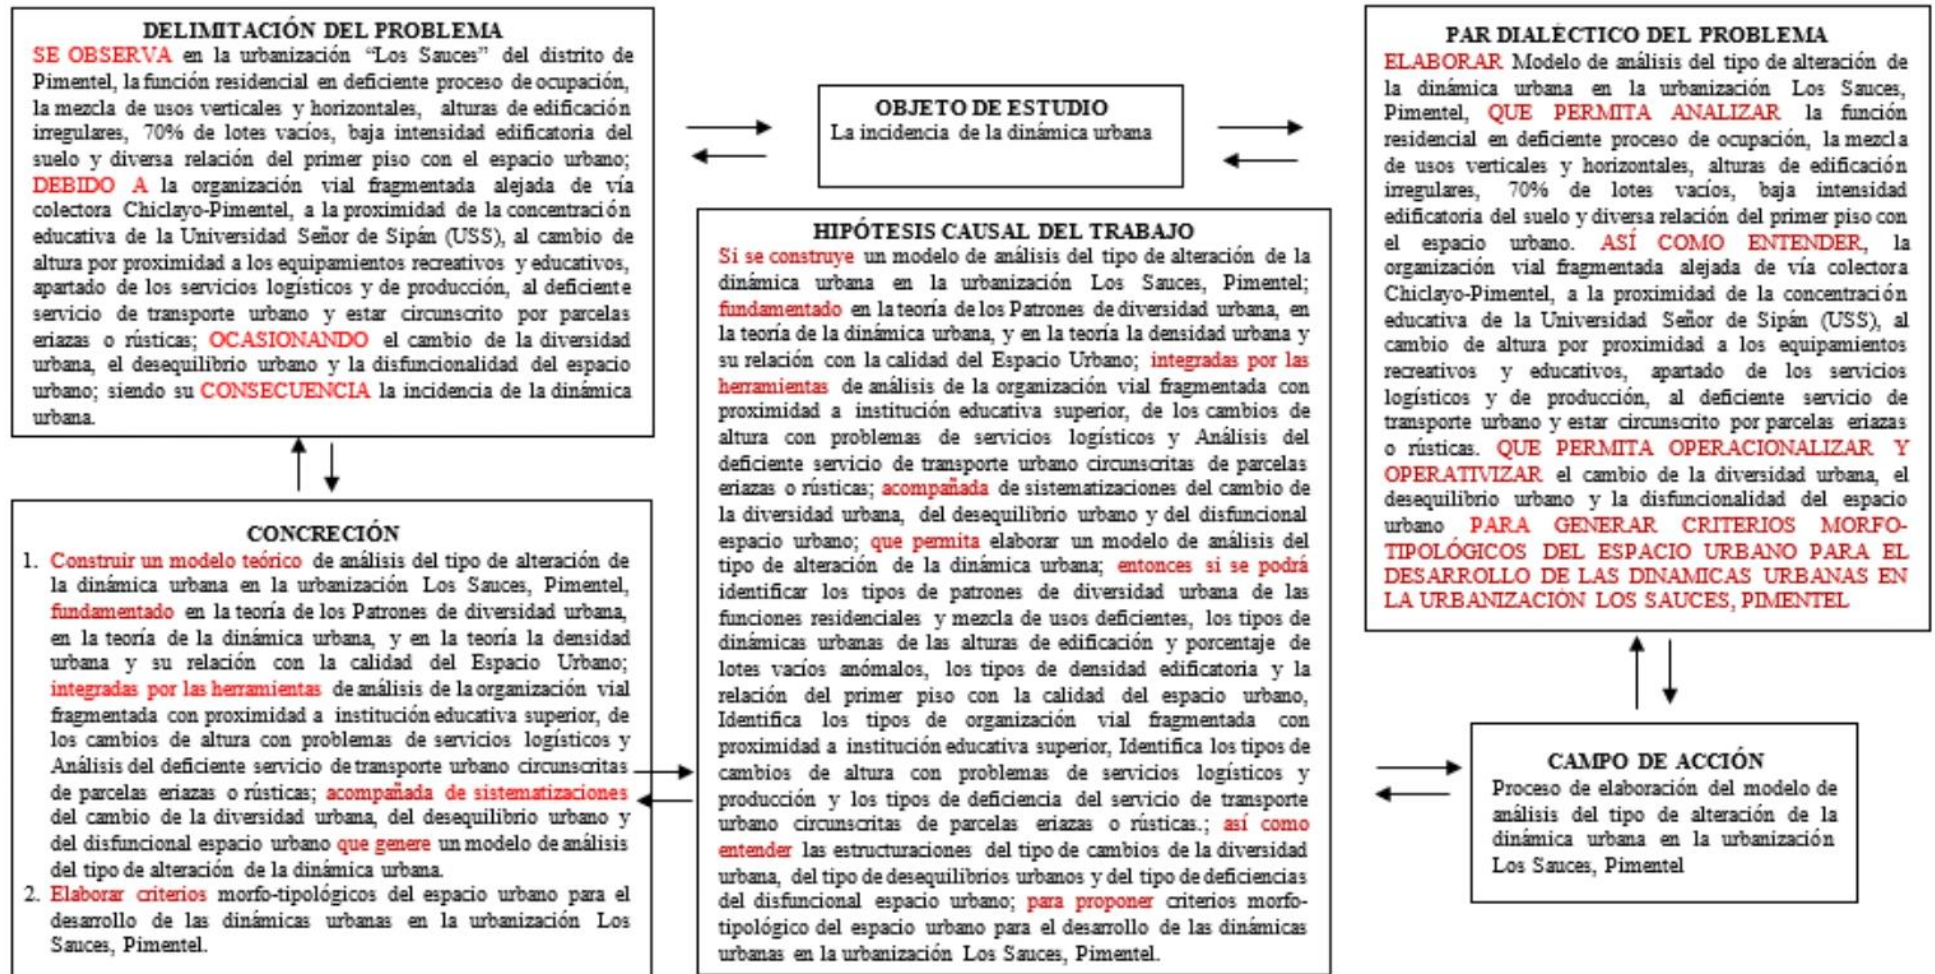 DELIMITACIÓN DEL PROBLEMA
SE OBSERVA en la urbanización “Los Sauces” del distrito de
Pimentel, la función residencial en deficiente proceso de ocupación,
la mezcla de usos verticales y horizontales, alturas de edificación
irregulares, 70% de lotes vacíos, baja intensidad edificatoria del
suelo y diversa relación del primer piso con el espacio urbano;
DEBIDO A la organización vial fragmentada alejada de vía
colectora Chiclayo-Pimentel, a la proximidad de la concentración
educativa de la Universidad Señor de Sipán (USS), al cambio de
altura por proximidad a los equipamientos recreativos y educativos,
apartado de los servicios logísticos y de producción, al deficiente
servicio de transporte urbano y estar circunscrito por parcelas
eriazas o rústicas; OCASIONANDO el cambio de la diversidad
urbana, el desequilibrio urbano y la disfuncionalidad del espacio
urbano; siendo su CONSECUENCIA la incidencia de la dinámica
urbana.
OBJETO DE ESTUDIO
La incidencia de la dinámica urbana
PAR DIALÉCTICO DEL PROBLEMA
ELABORAR Modelo de análisis del tipo de alteración de
la dinámica urbana en la urbanización Los Sauces,
Pimentel, QUE PERMITA ANALIZAR la función
residencial en deficiente proceso de ocupación, la mezcla
de usos verticales y horizontales, alturas de edificación
irregulares, 70% de lotes vacíos, baja intensidad
edificatoria del suelo y diversa relación del primer piso con
el espacio urbano. ASÍ COMO ENTENDER, la
organización vial fragmentada alejada de vía colectora
Chiclayo-Pimentel, a la proximidad de la concentración
educativa de la Universidad Señor de Sipán (USS), al
cambio de altura por proximidad a los equipamientos
recreativos y educativos, apartado de los servicios
logísticos y de producción, al deficiente servicio de
transporte urbano y estar circunscrito por parcelas eriazas
o rústicas. QUE PERMITA OPERACIONALIZAR Y
OPERATIVIZAR el cambio de la diversidad urbana, el
desequilibrio urbano y la disfuncionalidad del espacio
urbano PARA GENERAR CRITERIOS MORFO-
TIPOLÓGICOS DEL ESPACIO URBANO PARA EL
DESARROLLO DE LAS DINAMICAS URBANAS EN
LA URBANIZACIÓN LOS SAUCES, PIMENTEL
HIPÓTESIS CAUSAL DEL TRABAJO
Si se construye un modelo de análisis del tipo de alteración de la
dinámica urbana en la urbanización Los Sauces, Pimentel;
fundamentado en la teoría de los Patrones de diversidad urbana, en
la teoría de la dinámica urbana, y en la teoría la densidad urbana y
su relación con la calidad del Espacio Urbano; integradas por las
herramientas de análisis de la organización vial fragmentada con
proximidad a institución educativa superior, de los cambios de
altura con problemas de servicios logísticos y Análisis del
deficiente servicio de transporte urbano circunscritas de parcelas
eriazas o rústicas; acompañada de sistematizaciones del cambio de
la diversidad urbana, del desequilibrio urbano y del disfuncional
espacio urbano; que permita elaborar un modelo de análisis del
tipo de alteración de la dinámica urbana; entonces si se podrá
identificar los tipos de patrones de diversidad urbana de las
funciones residenciales y mezcla de usos deficientes, los tipos de
dinámicas urbanas de las alturas de edificación y porcentaje de
lotes vacíos anómalos, los tipos de densidad edificatoria y la
relación del primer piso con la calidad del espacio urbano,
Identifica los tipos de organización vial fragmentada con
proximidad a institución educativa superior, Identifica los tipos de
cambios de altura con problemas de servicios logísticos y
producción y los tipos de deficiencia del servicio de transporte
urbano circunscritas de parcelas eriazas o rústicas.; así como
entender las estructuraciones del tipo de cambios de la diversidad
urbana, del tipo de desequilibrios urbanos y del tipo de deficiencias
del disfuncional espacio urbano; para proponer criterios morfo-
tipológico del espacio urbano para el desarrollo de las dinámicas
urbanas en la urbanización Los Sauces, Pimentel.
CONCRECIÓN
1. Construir un modelo teórico de análisis del tipo de alteración de
la dinámica urbana en la urbanización Los Sauces, Pimentel,
fundamentado en la teoría de los Patrones de diversidad urbana,
en la teoría de la dinámica urbana, y en la teoría la densidad
urbana y su relación con la calidad del Espacio Urbano;
integradas por las herramientas de análisis de la organización vial
fragmentada con proximidad a institución educativa superior, de
los cambios de altura con problemas de servicios logísticos y
Análisis del deficiente servicio de transporte urbano circunscritas
de parcelas eriazas o rústicas; acompañada de sistematizaciones
del cambio de la diversidad urbana, del desequilibrio urbano y
del disfuncional espacio urbano que genere un modelo de análisis
del tipo de alteración de la dinámica urbana.
2. Elaborar criterios morfo-tipológicos del espacio urbano para el
desarrollo de las dinámicas urbanas en la urbanización Los
Sauces, Pimentel.
CAMPO DE ACCIÓN
Proceso de elaboración del modelo de
análisis del tipo de alteración de la
dinámica urbana en la urbanización
Los Sauces, Pimentel